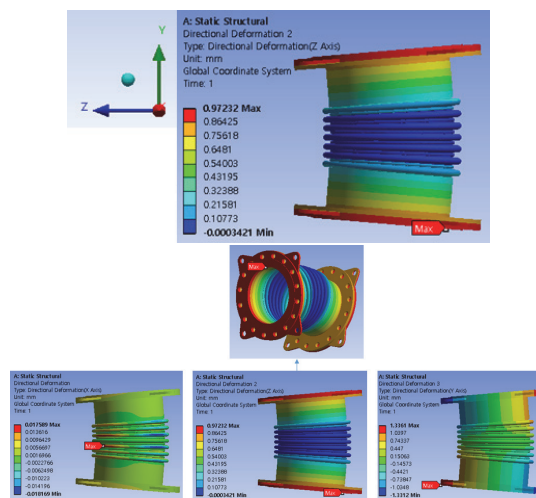 Y
Z
A: Static Structural
Directional Deformation 2
Type: Directional Deformation(Z Axis)
Unit: mm
Global Coordinate System
Time: 1
0.97232 Max
0.86425
0.75618
0.6481
0.54003
0.43195
0.32388
0.21581
0.10773
-0.0003421 Min
Max
Max
A: Static Structural
Directional Deformation
Type: Directional Deformation(X Axis)
Unit: mm
Global Coordinate System
Time: 1
0.017589 Max
0.013616
0.0096429
0.0056697
0.0016966
-0.0022766
-0.0062498
-0.010223
-0.014196
-0.018169 Min
Max
A: Static Structural
Directional Deformation 2
Type: Directional Deformation(Z Axis)
Unit: mm
Global Coordinate System
Time: 1
0.97232 Max
0.86425
0.75618
0.6481
0.54003
0.43195
0.32388
0.21581
0.10773
-0.0003421 Min
Max
A: Static Structural
Directional Deformation 3
Type: Directional Deformation(Y Axis)
Unit: mm
Global Coordinate System
Time: 1
1.3361 Max
1.0397
0.74337
0.447
0.15063
-0.14573
-0.4421
-0.73847
-1.0348
-1.3312 Min
Max